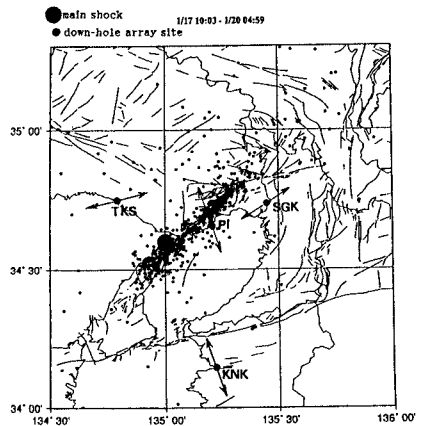 main shock
down-hole array site
1/17 10:03 - 1/20 04:59
35° 00'
TKS
SGK
PI
34° 30'
KNK
34° 00'
134° 30' 135° 00' 135° 30' 136° 00'